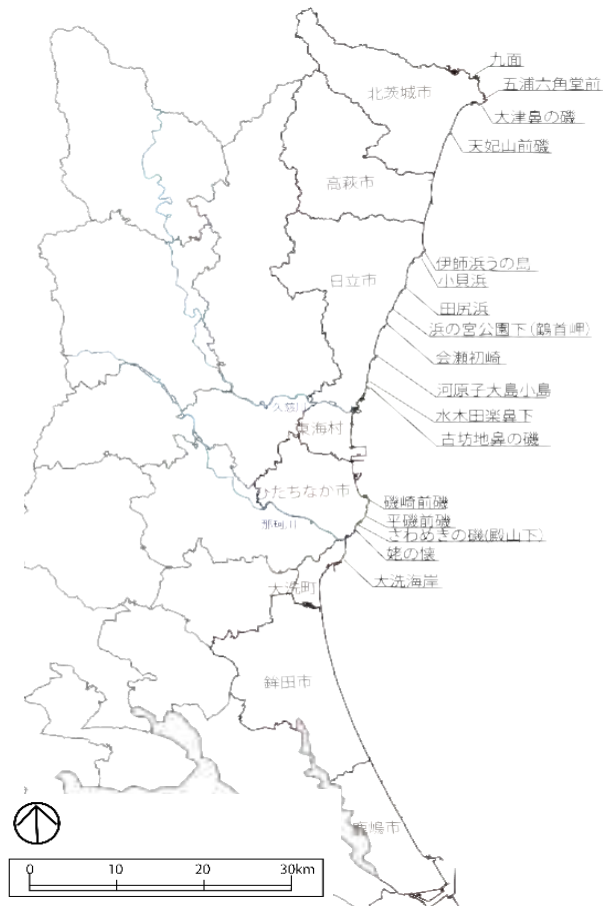 九面
五浦六角堂前
北茨城市
大津鼻の磯
天妃山前磯
高萩市
伊師浜うの島
小貝浜
日立市
田尻浜
浜の宮公園下(鶴首岬)
会瀬初崎
河原子大島小島
久慈川
水木田楽鼻下
東海村
古坊地鼻の磯
ひたちなか市
磯崎前磯
平磯前磯
那珂川
さわめきの磯(殿山下)
姥の懐
大洗海岸
大洗町
鉾田市
鹿嶋市
0 10 20 30km